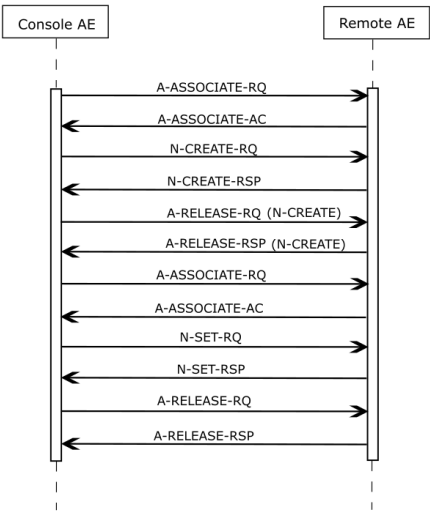 Console AE
Remote AE
A-ASSOCIATE-RQ
A-ASSOCIATE-AC
N-CREATE-RQ
N-CREATE-RSP
A-RELEASE-RQ (N-CREATE)
A-RELEASE-RSP (N-CREATE)
A-ASSOCIATE-RQ
A-ASSOCIATE-AC
N-SET-RQ
N-SET-RSP
A-RELEASE-RQ
A-RELEASE-RSP